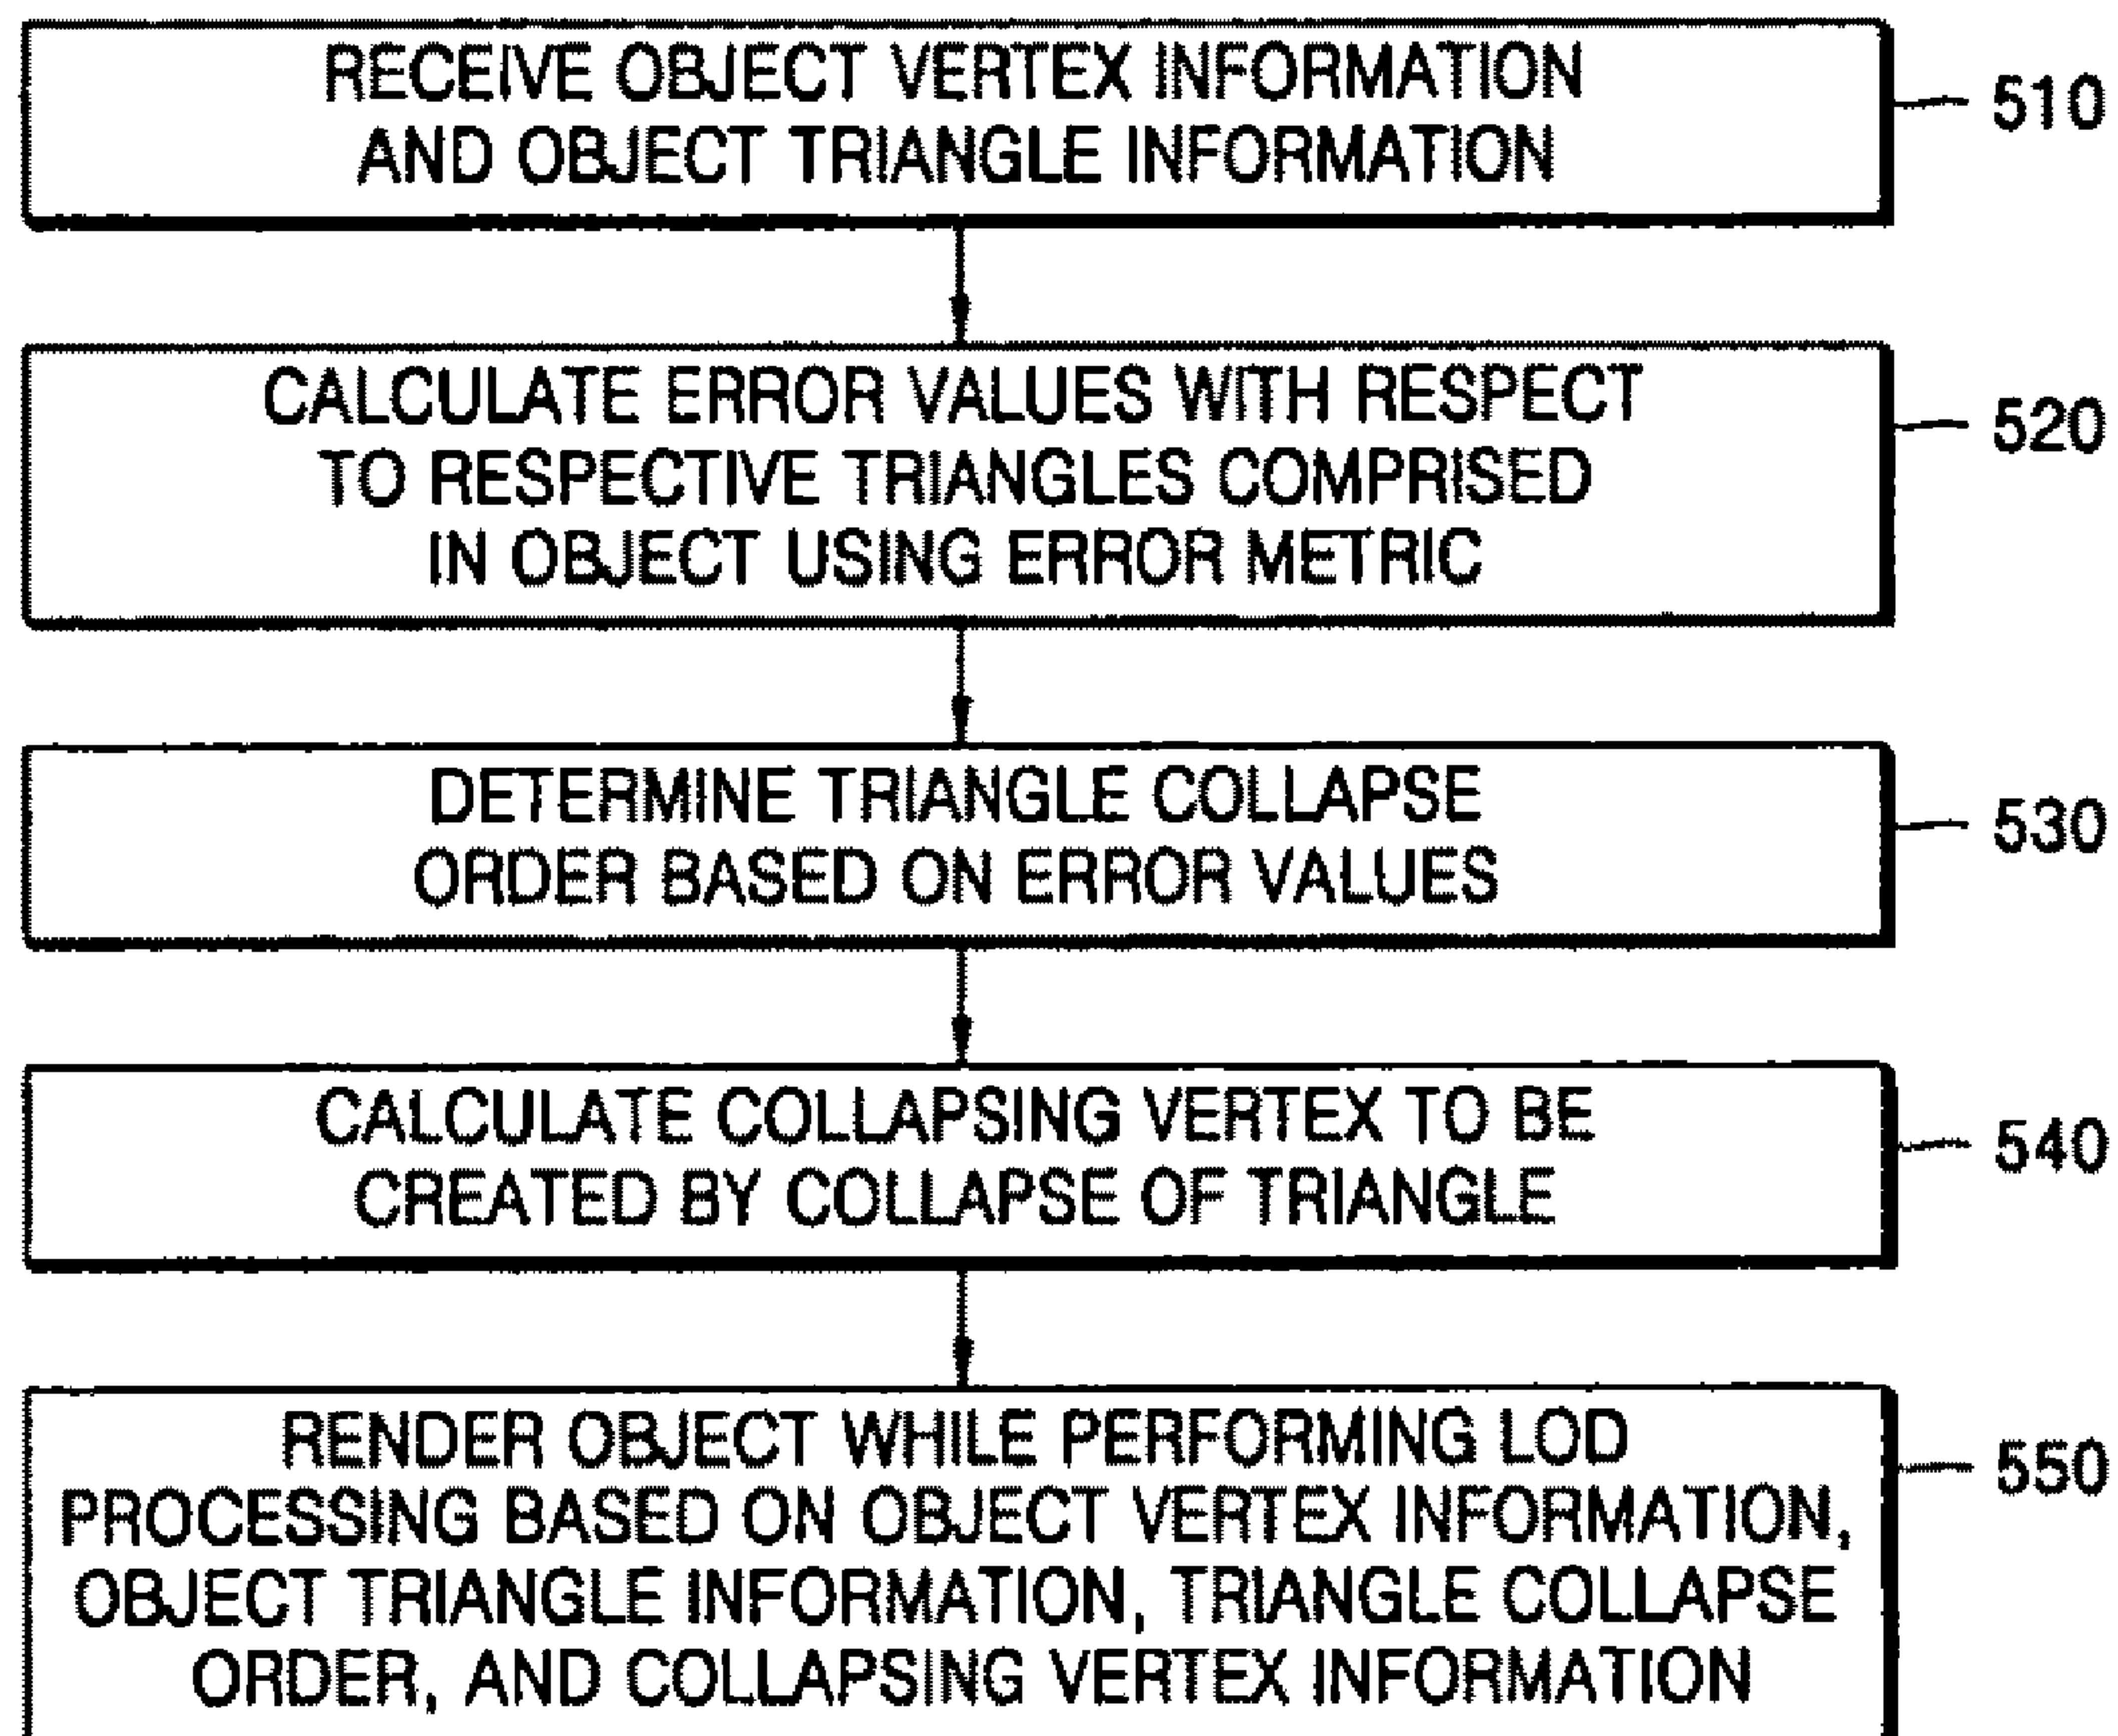 RECEIVE OBJECT VERTEX INFORMATION
AND OBJECT TRIANGLE INFORMATION
510
CALCULATE ERROR VALUES WITH RESPECT
TO RESPECTIVE TRIANGLES COMPRISED
IN OBJECT USING ERROR METRIC
520
DETERMINE TRIANGLE COLLAPSE
ORDER BASED ON ERROR VALUES
530
CALCULATE COLLAPSING VERTEX TO BE
CREATED BY COLLAPSE OF TRIANGLE
540
RENDER OBJECT WHILE PERFORMING LOD
PROCESSING BASED ON OBJECT VERTEX INFORMATION,
OBJECT TRIANGLE INFORMATION, TRIANGLE COLLAPSE
ORDER, AND COLLAPSING VERTEX INFORMATION
550